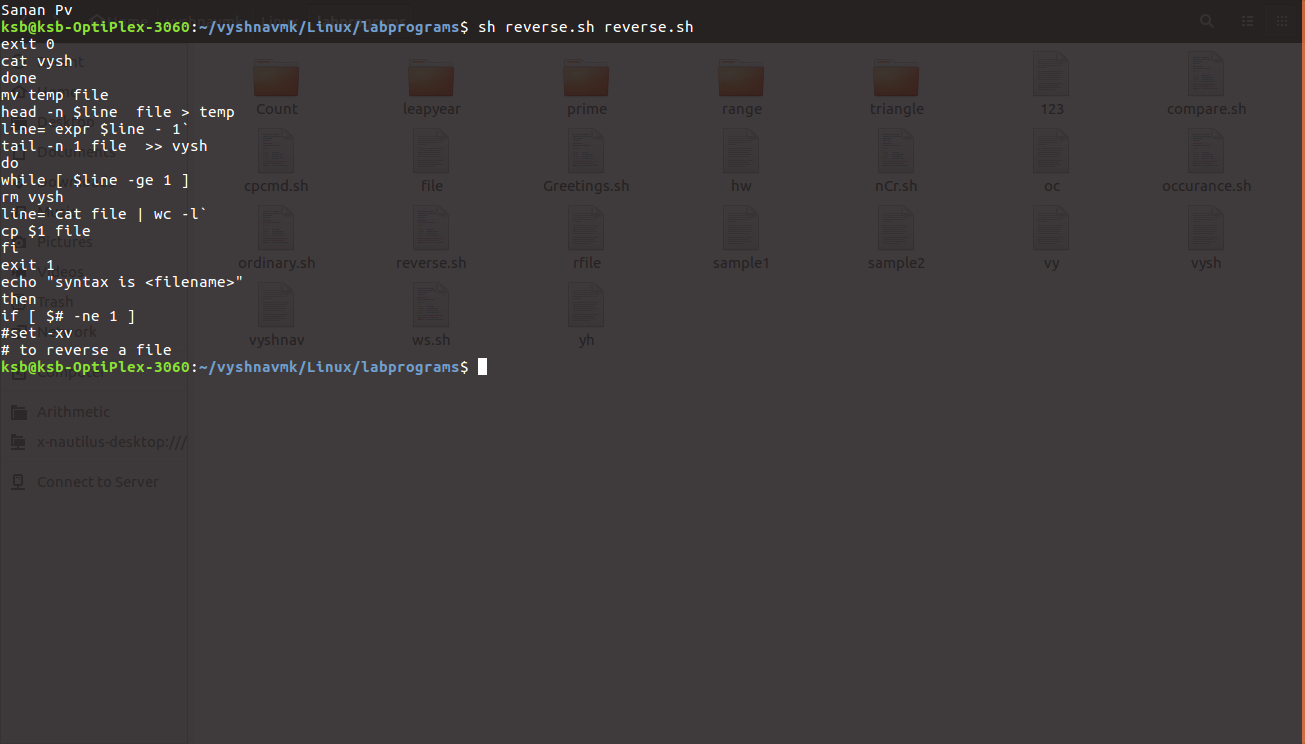 Sanan Pv
ksb@ksb-OptiPlex-3060:~/vyshnavmk/Linux/labprograms$ sh reverse.sh reverse.sh
exit 0
cat vysh
done
mv temp file
head -n $line  file > temp
line=`expr $line - 1`
tail -n 1 file  >> vysh
do
while [ $line -ge 1 ]
rm vysh
line=`cat file | wc -l`
cp $1 file
fi
exit 1
echo "syntax is <filename>"
then
if [ $# -ne 1 ]
#set -xv
# to reverse a file
ksb@ksb-OptiPlex-3060:~/vyshnavmk/Linux/labprograms$
Count leapyear prime range triangle 123 compare.sh
cpcmd.sh file Greetings.sh hw nCr.sh oc occurance.sh
ordinary.sh reverse.sh rfile sample1 sample2 vy vysh
vyshnav ws.sh yh
Documents
Pictures
Videos
Trash
Network
Computer
Arithmetic
x-nautilus-desktop:///
Connect to Server